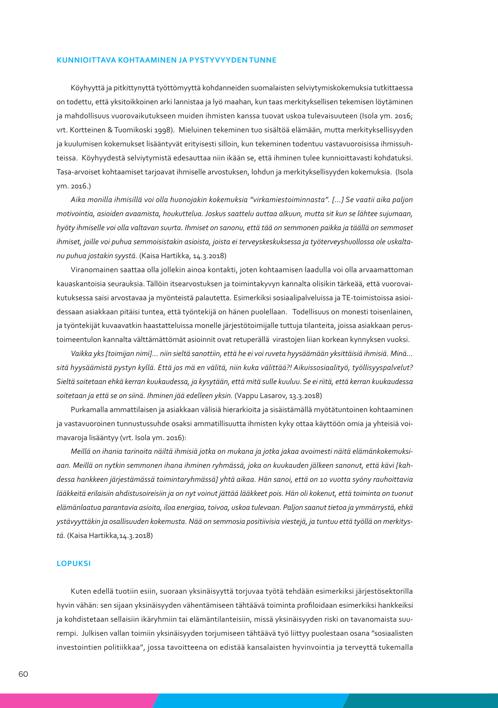 KUNNIOITTAVA KOHTAAMINEN JA PYSTYVYYDEN TUNNE
Köyhyyttä ja pitkittynyttä työttömyyttä kohdanneiden suomalaisten selviytymiskokemuksia tutkittaessa
on todettu, että yksitoikkoinen arki lannistaa ja lyö maahan, kun taas merkityksellisen tekemisen löytäminen
ja mahdollisuus vuorovaikutukseen muiden ihmisten kanssa tuovat uskoa tulevaisuuteen (Isola ym. 2016;
vrt. Kortteinen & Tuomikoski 1998).  Mieluinen tekeminen tuo sisältöä elämään, mutta merkityksellisyyden
ja kuulumisen kokemukset lisääntyvät erityisesti silloin, kun tekeminen todentuu vastavuoroisissa ihmissuh-
teissa.  Köyhyydestä selviytymistä edesauttaa niin ikään se, että ihminen tulee kunnioittavasti kohdatuksi.
Tasa-arvoiset kohtaamiset tarjoavat ihmiselle arvostuksen, lohdun ja merkityksellisyyden kokemuksia.  (Isola
ym. 2016.)
Aika monilla ihmisillä voi olla huonojakin kokemuksia "virkamiestoiminnasta". [...] Se vaatii aika paljon
motivointia, asioiden avaamista, houkuttelua. Joskus saattelu auttaa alkuun, mutta sit kun se lähtee sujumaan,
hyöty ihmiselle voi olla valtavan suurta. Ihmiset on sanonu, että tää on semmonen paikka ja täällä on semmoset
ihmiset, joille voi puhua semmoisistakin asioista, joista ei terveyskeskuksessa ja työterveyshuollossa ole uskalta-
nu puhua jostakin syystä. (Kaisa Hartikka, 14.3.2018)
Viranomainen saattaa olla jollekin ainoa kontakti, joten kohtaamisen laadulla voi olla arvaamattoman
kauaskantoisia seurauksia. Tällöin itsearvostuksen ja toimintakyvyn kannalta olisikin tärkeää, että vuorovai-
kutuksessa saisi arvostavaa ja myönteistä palautetta. Esimerkiksi sosiaalipalveluissa ja TE-toimistoissa asioi-
dessaan asiakkaan pitäisi tuntea, että työntekijä on hänen puolellaan.   Todellisuus on monesti toisenlainen,
ja työntekijät kuvaavatkin haastatteluissa monelle järjestötoimijalle tuttuja tilanteita, joissa asiakkaan perus-
toimeentulon kannalta välttämättömät asioinnit ovat retuperällä  virastojen liian korkean kynnyksen vuoksi.
Vaikka yks [toimijan nimi]... niin sieltä sanottiin, että he ei voi ruveta hyysäämään yksittäisiä ihmisiä. Minä...
sitä hyysäämistä pystyn kyllä. Että jos mä en välitä, niin kuka välittää?! Aikuissosiaalityö, työllisyyspalvelut?
Sieltä soitetaan ehkä kerran kuukaudessa, ja kysytään, että mitä sulle kuuluu. Se ei riitä, että kerran kuukaudessa
soitetaan ja että se on siinä. Ihminen jää edelleen yksin. (Vappu Lasarov, 13.3.2018)
Purkamalla ammattilaisen ja asiakkaan välisiä hierarkioita ja sisäistämällä myötätuntoinen kohtaaminen
ja vastavuoroinen tunnustussuhde osaksi ammatillisuutta ihmisten kyky ottaa käyttöön omia ja yhteisiä voi-
mavaroja lisääntyy (vrt. Isola ym. 2016):
Meillä on ihania tarinoita näiltä ihmisiä jotka on mukana ja jotka jakaa avoimesti näitä elämänkokemuksi-
aan. Meillä on nytkin semmonen ihana ihminen ryhmässä, joka on kuukauden jälkeen sanonut, että kävi [kah-
dessa hankkeen järjestämässä toimintaryhmässä] yhtä aikaa. Hän sanoi, että on 10 vuotta syöny rauhoittavia
lääkkeitä erilaisiin ahdistusoireisiin ja on nyt voinut jättää lääkkeet pois. Hän oli kokenut, että toiminta on tuonut
elämänlaatua parantavia asioita, iloa energiaa, toivoa, uskoa tulevaan. Paljon saanut tietoa ja ymmärrystä, ehkä
ystävyyttäkin ja osallisuuden kokemusta. Nää on semmosia positiivisia viestejä, ja tuntuu että työllä on merkitys-
tä. (Kaisa Hartikka,14.3.2018)
LOPUKSI
Kuten edellä tuotiin esiin, suoraan yksinäisyyttä torjuvaa työtä tehdään esimerkiksi järjestösektorilla
hyvin vähän: sen sijaan yksinäisyyden vähentämiseen tähtäävä toiminta profiloidaan esimerkiksi hankkeiksi
ja kohdistetaan sellaisiin ikäryhmiin tai elämäntilanteisiin, missä yksinäisyyden riski on tavanomaista suu-
rempi.  Julkisen vallan toimiin yksinäisyyden torjumiseen tähtäävä työ liittyy puolestaan osana "sosiaalisten
investointien politiikkaa", jossa tavoitteena on edistää kansalaisten hyvinvointia ja terveyttä tukemalla
60